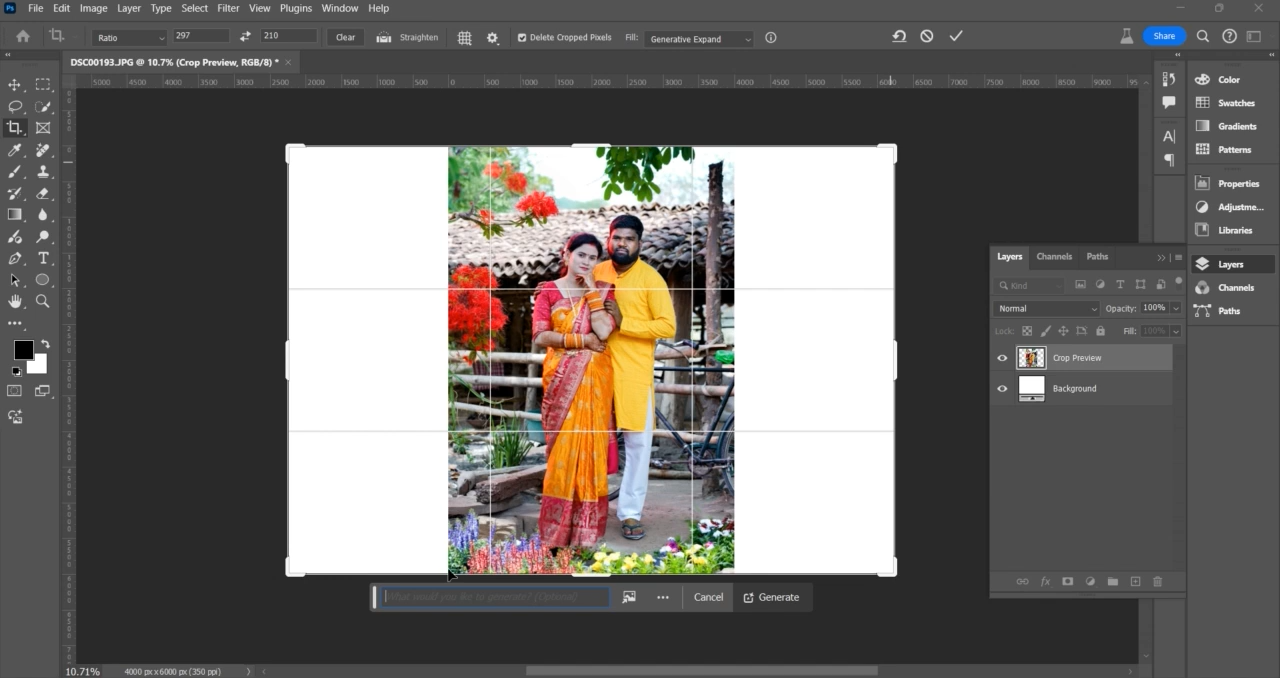 Ps File Edit Image Layer Type Select Filter View Plugins Window Help
Ratio 297 210 Clear Straighten Delete Cropped Pixels Fill: Generative Expand Share
DSC00193.JPG @ 10.7% (Crop Preview, RGB/8) *
5000 4500 4000 3500 3000 2500 2000 1500 1000 500 0 500 1000 1500 2000 2500 3000 3500 4000 4500 5000 5500 6000 6500 7000 7500 8000 8500 9000 95
Color
Swatches
Gradients
Patterns
Properties
Adjustme...
Libraries
Layers
Channels
Paths
Layers Channels Paths
Kind
Normal Opacity: 100%
Lock: Fill: 100%
Crop Preview
Background
What would you like to generate? (Optional) Cancel Generate
10.71% 4000 px x 6000 px (350 ppi)